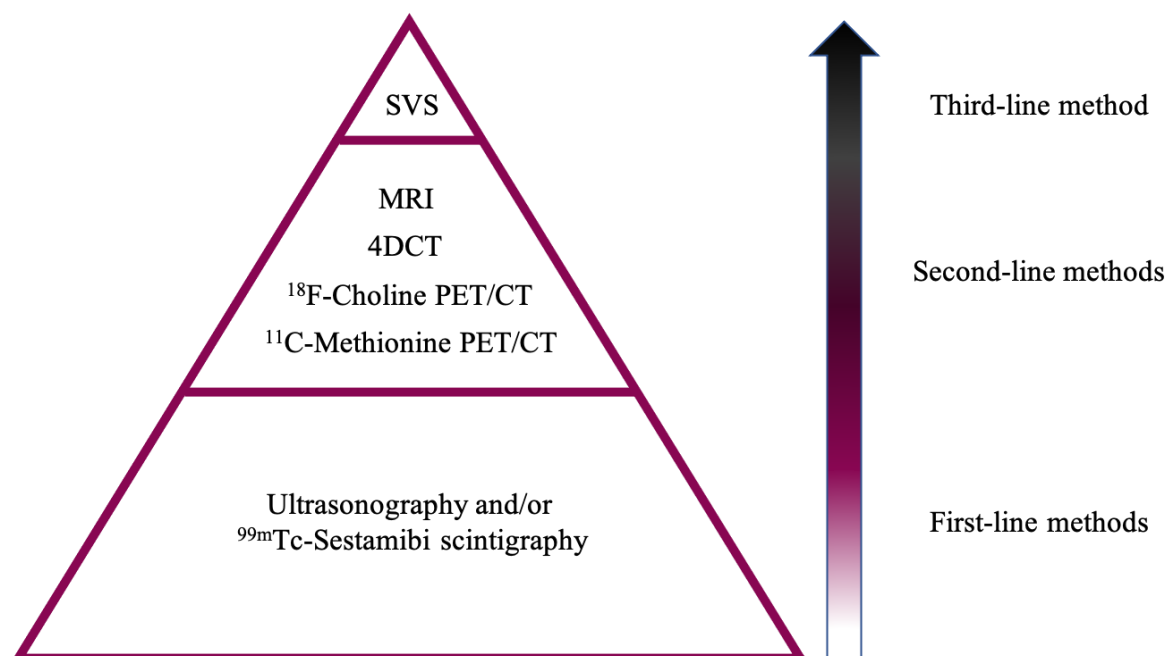 SVS
Third-line method
MRI
4DCT
Second-line methods
¹⁸F-Choline PET/CT
¹¹C-Methionine PET/CT
Ultrasonography and/or
⁹⁹ᵐTc-Sestamibi scintigraphy
First-line methods